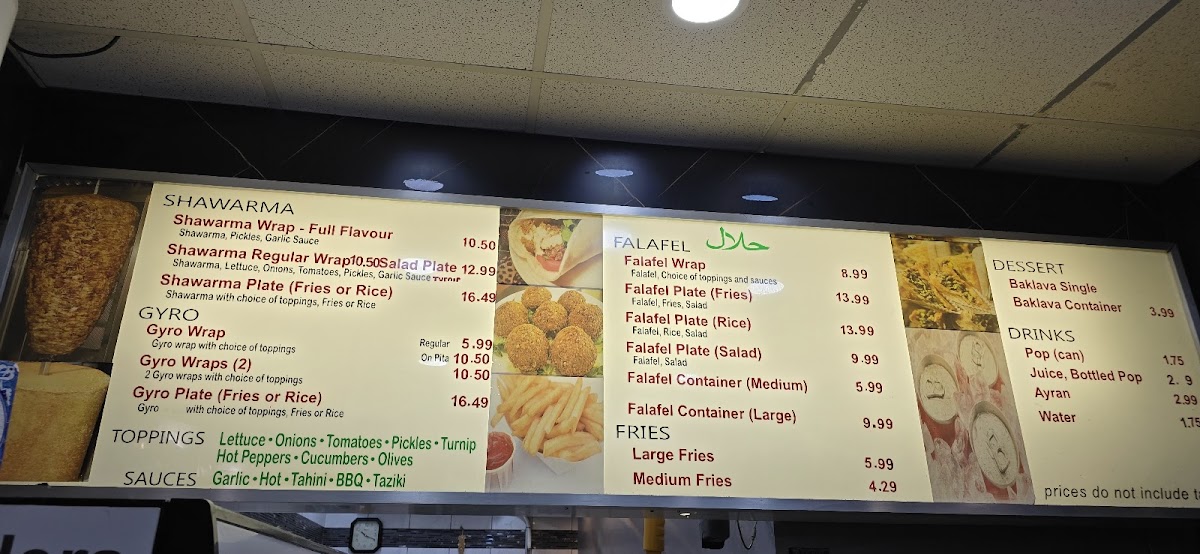 SHAWARMA
Shawarma Wrap - Full Flavour 10.50
Shawarma, Pickles, Garlic Sauce
Shawarma Regular Wrap 10.50 Salad Plate 12.99
Shawarma, Lettuce, Onions, Tomatoes, Pickles, Garlic Sauce Turnip
Shawarma Plate (Fries or Rice) 16.49
Shawarma with choice of toppings, Fries or Rice
GYRO
Gyro Wrap Regular 5.99
Gyro wrap with choice of toppings On Pita 10.50
Gyro Wraps (2) 10.50
2 Gyro wraps with choice of toppings
Gyro Plate (Fries or Rice) 16.49
Gyro with choice of toppings, Fries or Rice
TOPPINGS Lettuce • Onions • Tomatoes • Pickles • Turnip
Hot Peppers • Cucumbers • Olives
SAUCES Garlic • Hot • Tahini • BBQ • Taziki
FALAFEL حلال
Falafel Wrap 8.99
Falafel, Choice of toppings and sauces
Falafel Plate (Fries) 13.99
Falafel, Fries, Salad
Falafel Plate (Rice) 13.99
Falafel, Rice, Salad
Falafel Plate (Salad) 9.99
Falafel, Salad
Falafel Container (Medium) 5.99
Falafel Container (Large) 9.99
FRIES
Large Fries 5.99
Medium Fries 4.29
DESSERT
Baklava Single
Baklava Container 3.99
DRINKS
Pop (can) 1.75
Juice, Bottled Pop 2. 9
Ayran 2.99
Water 1.75
prices do not include